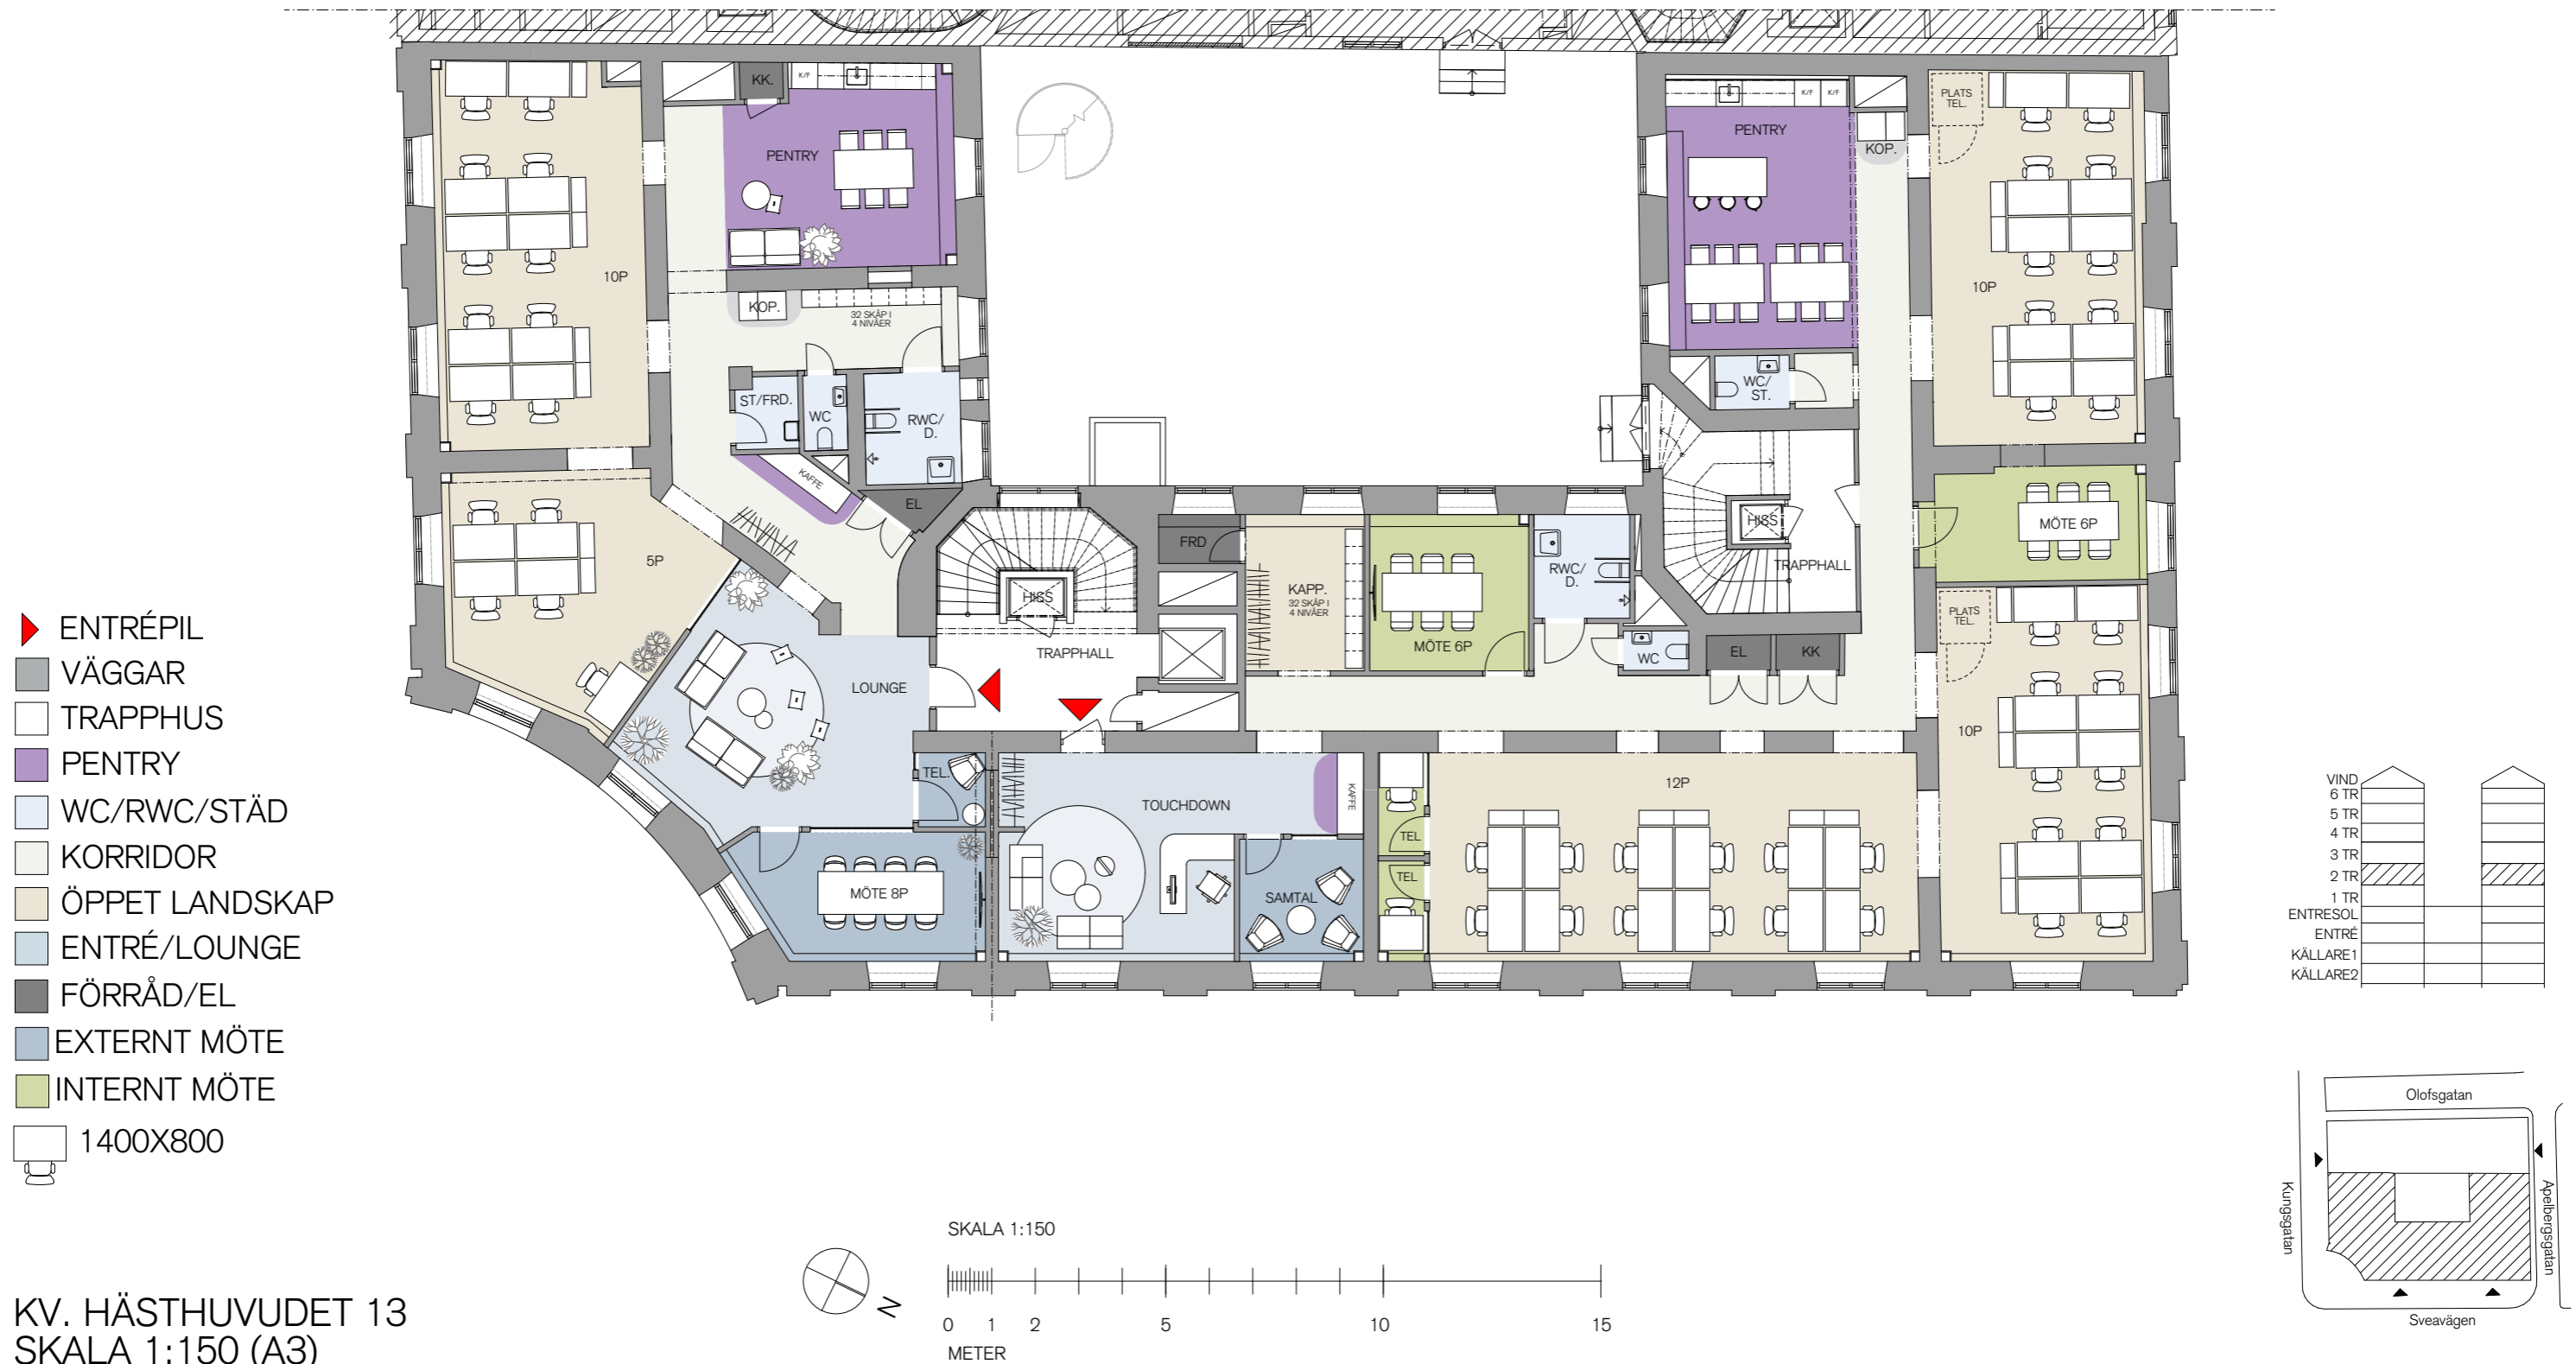 KK.
K/F
PENTRY
10P
KOP.
32 SKÅP I
4 NIVÅER
ST/FRD.
WC
RWC/
D.
KAFFE
EL
5P
HISS
TRAPPHALL
LOUNGE
TEL.
MÖTE 8P
FRD
KAPP.
32 SKÅP I
4 NIVÅER
MÖTE 6P
RWC/
D.
WC
EL
KK
TOUCHDOWN
KAFFE
SAMTAL
TEL
TEL
12P
PENTRY
K/F
K/F
KOP.
WC/
ST.
HISS
TRAPPHALL
PLATS
TEL.
10P
MÖTE 6P
PLATS
TEL.
10P
ENTRÉPIL
VÄGGAR
TRAPPHUS
PENTRY
WC/RWC/STÄD
KORRIDOR
ÖPPET LANDSKAP
ENTRÉ/LOUNGE
FÖRRÅD/EL
EXTERNT MÖTE
INTERNT MÖTE
1400X800
VIND
6 TR
5 TR
4 TR
3 TR
2 TR
1 TR
ENTRESOL
ENTRÉ
KÄLLARE1
KÄLLARE2
Olofsgatan
Kungsgatan
Apelbergsgatan
Sveavägen
SKALA 1:150
N
0 1 2 5 10 15
METER
KV. HÄSTHUVUDET 13
SKALA 1:150 (A3)